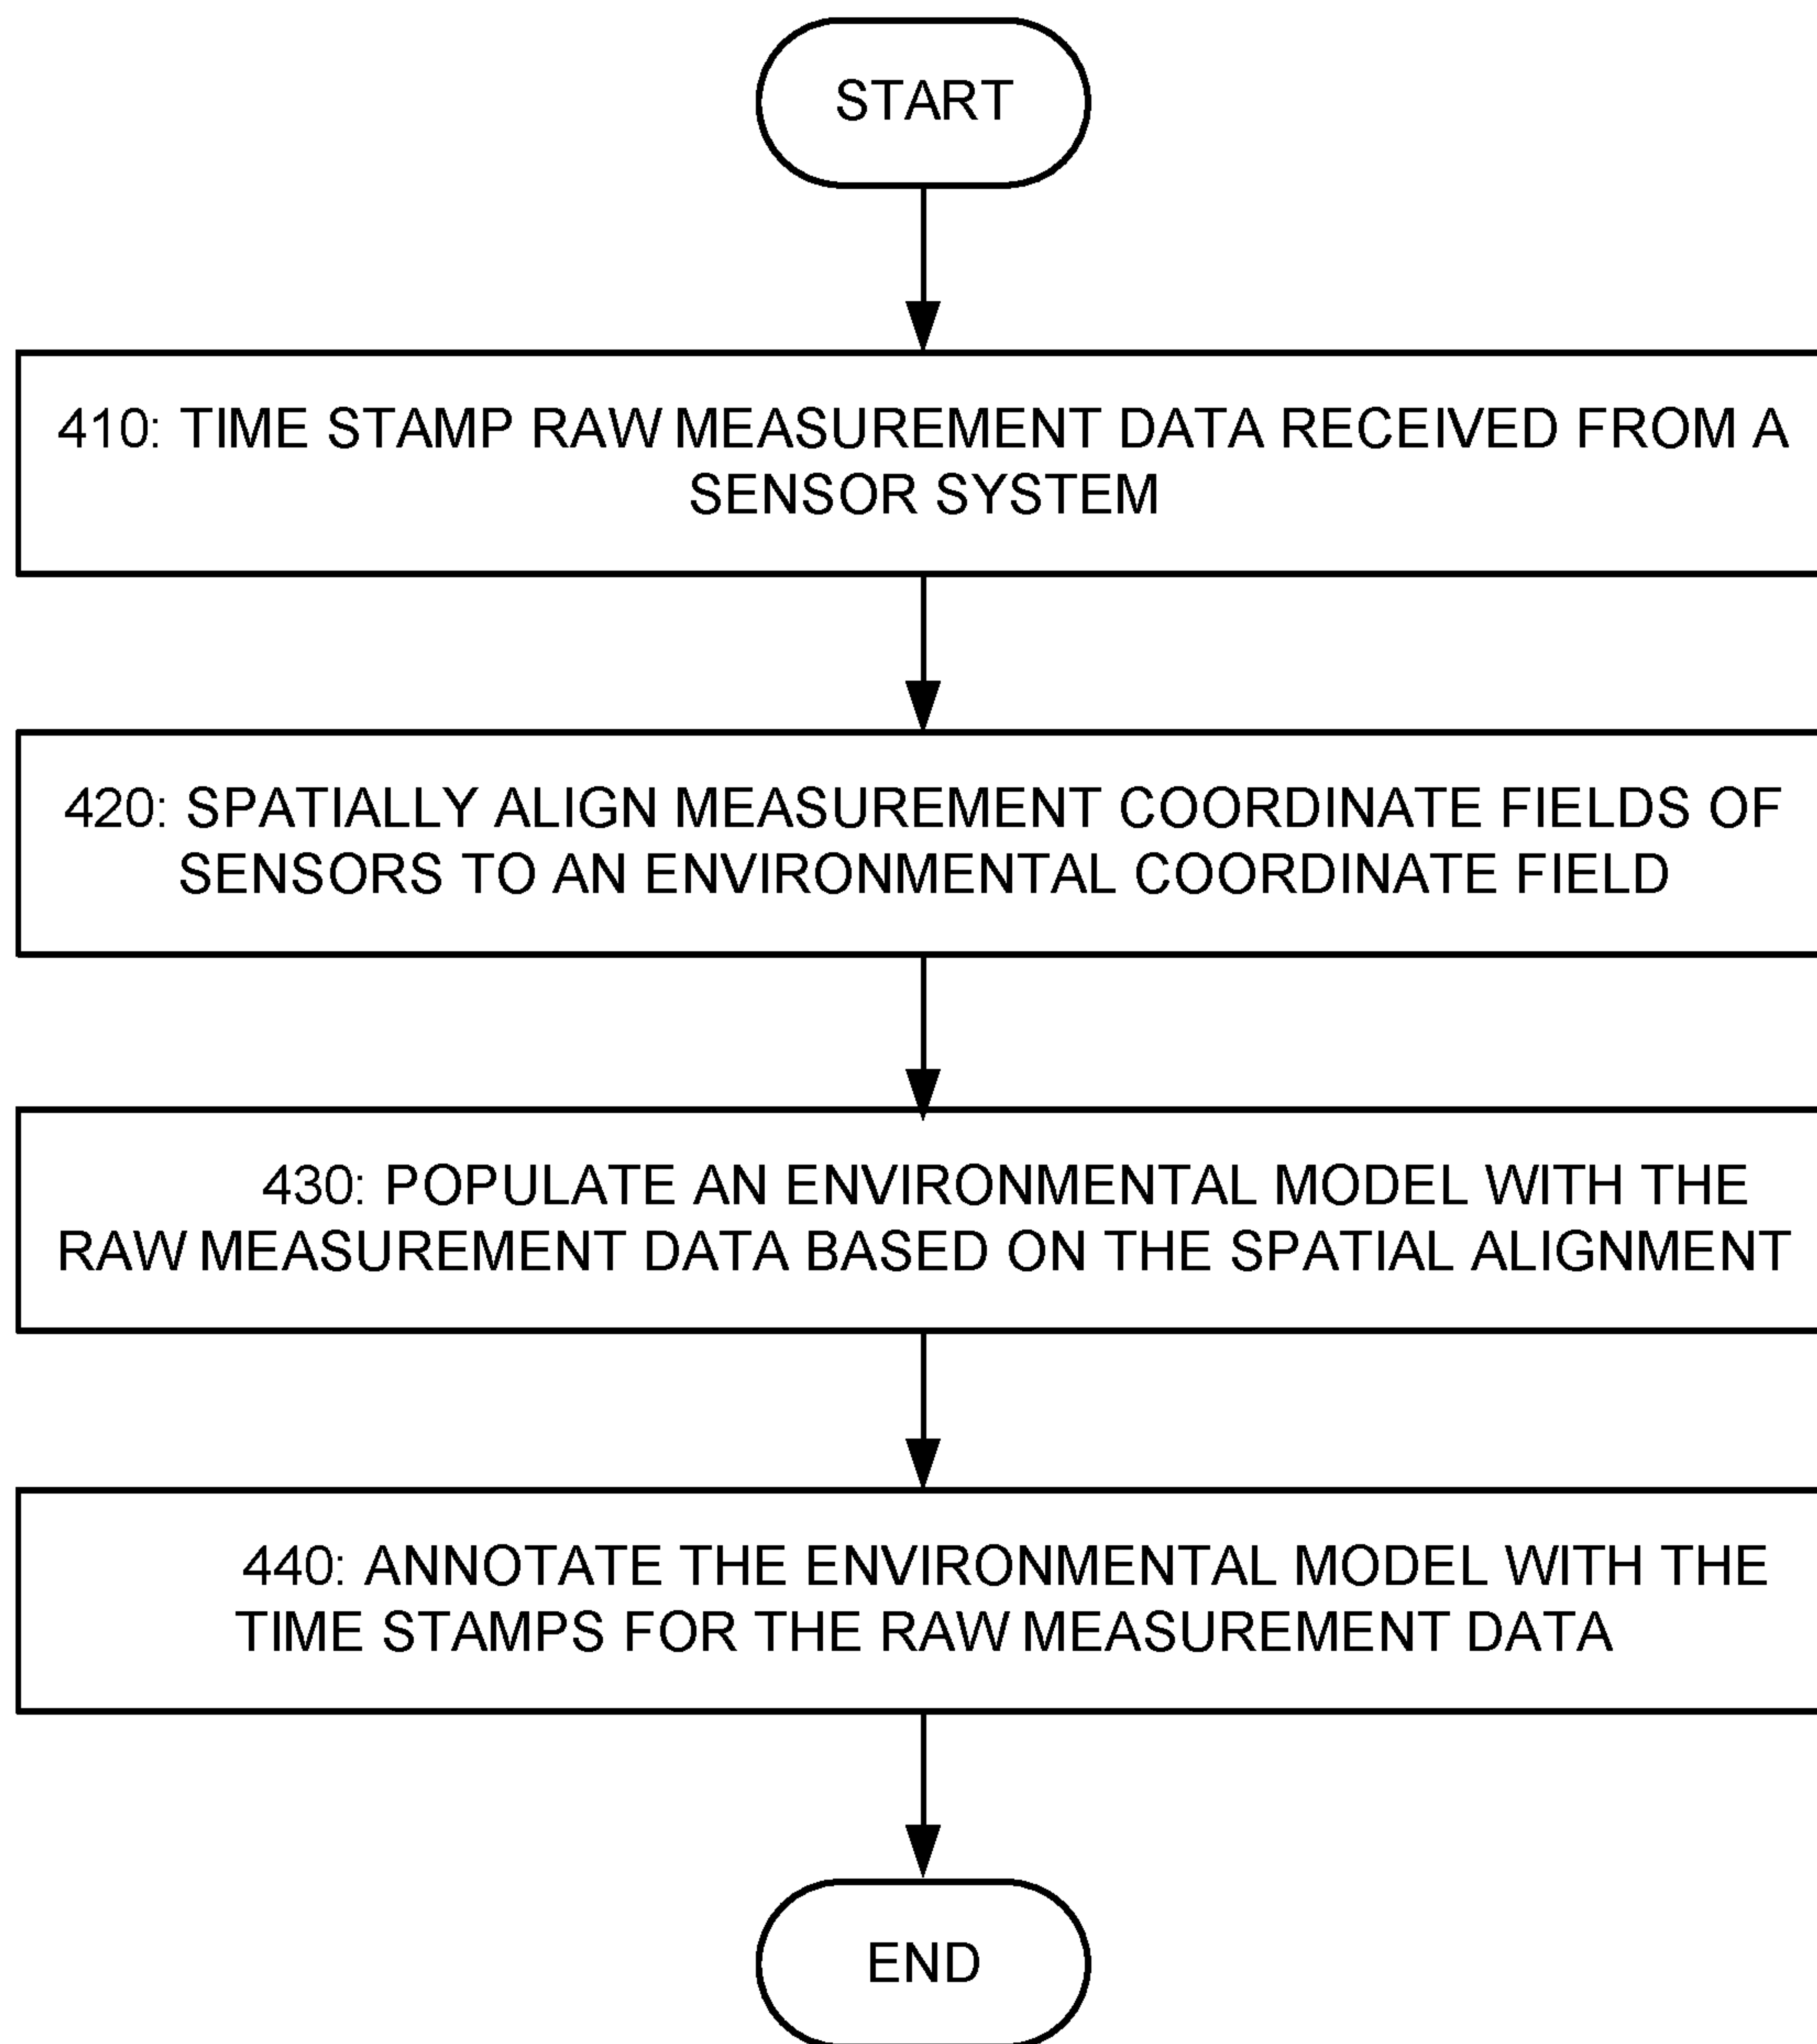 START
410: TIME STAMP RAW MEASUREMENT DATA RECEIVED FROM A
SENSOR SYSTEM
420: SPATIALLY ALIGN MEASUREMENT COORDINATE FIELDS OF
SENSORS TO AN ENVIRONMENTAL COORDINATE FIELD
430: POPULATE AN ENVIRONMENTAL MODEL WITH THE
RAW MEASUREMENT DATA BASED ON THE SPATIAL ALIGNMENT
440: ANNOTATE THE ENVIRONMENTAL MODEL WITH THE
TIME STAMPS FOR THE RAW MEASUREMENT DATA
END